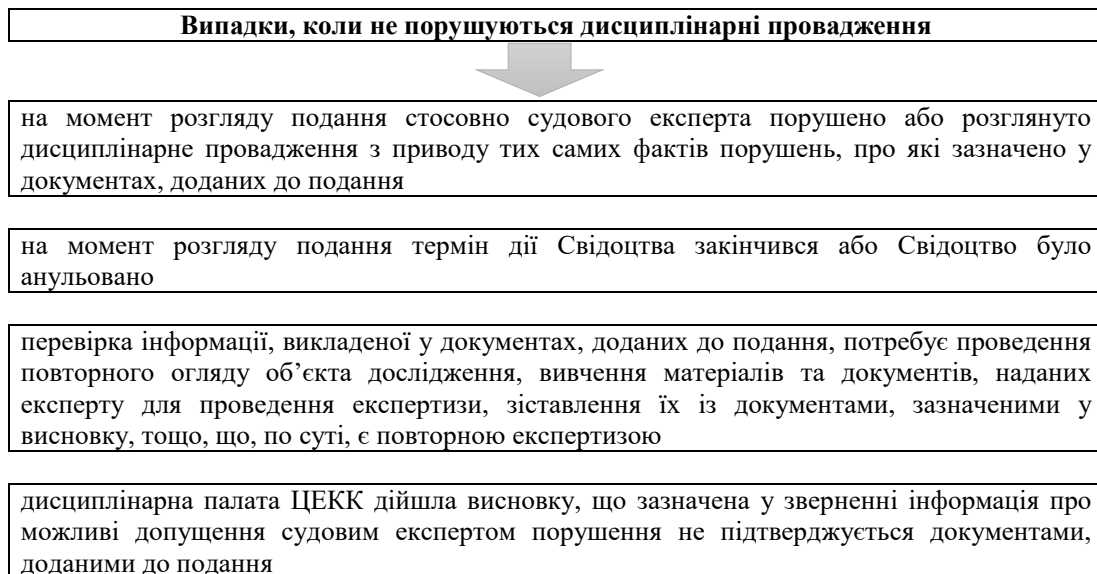 Випадки, коли не порушуються дисциплінарні провадження
на момент розгляду подання стосовно судового експерта порушено або розглянуто
дисциплінарне провадження з приводу тих самих фактів порушень, про які зазначено у
документах, доданих до подання
на момент розгляду подання термін дії Свідоцтва закінчився або Свідоцтво було
анульовано
перевірка інформації, викладеної у документах, доданих до подання, потребує проведення
повторного огляду об’єкта дослідження, вивчення матеріалів та документів, наданих
експерту для проведення експертизи, зіставлення їх із документами, зазначеними у
висновку, тощо, що, по суті, є повторною експертизою
дисциплінарна палата ЦЕКК дійшла висновку, що зазначена у зверненні інформація про
можливі допущення судовим експертом порушення не підтверджується документами,
доданими до подання